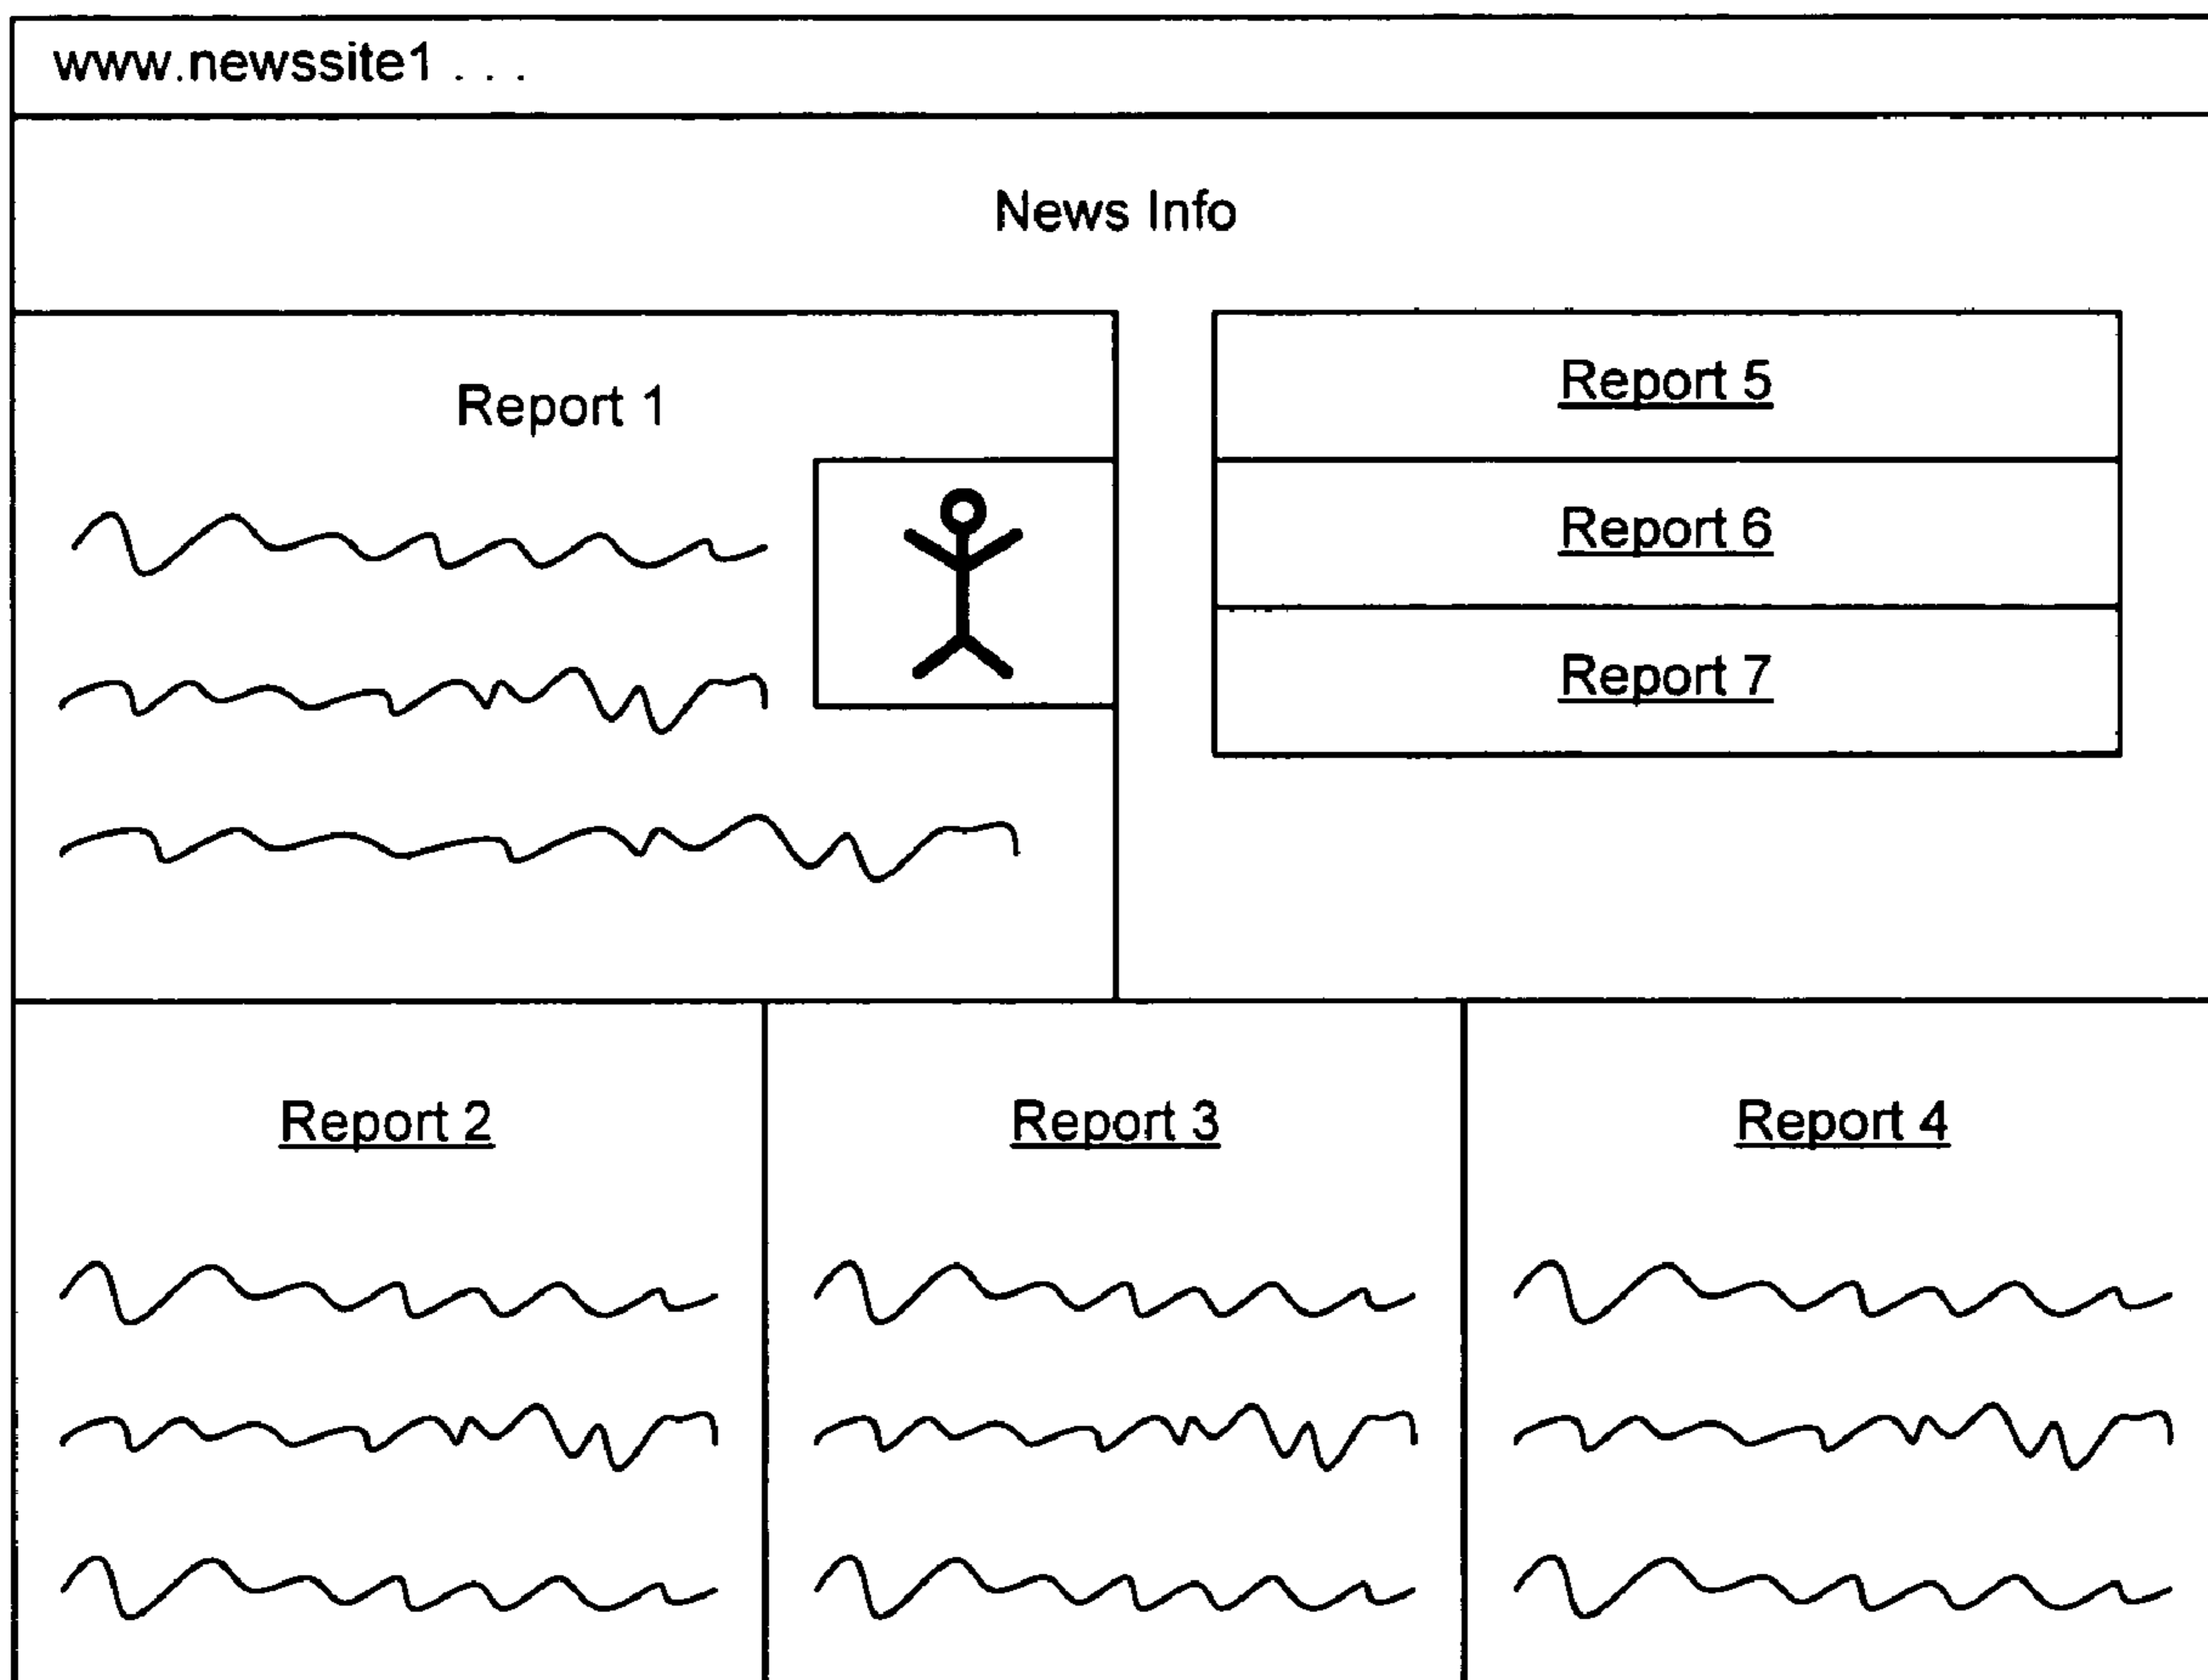 www.newssite1 . . .
News Info
Report 1
Report 5
Report 6
Report 7
Report 2
Report 3
Report 4